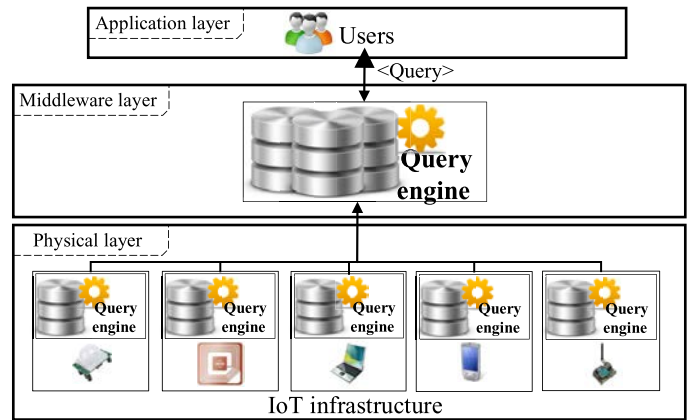 Application layer
Users
<Query>
Middleware layer
Query
engine
Physical layer
Query
engine
Query
engine
Query
engine
Query
engine
Query
engine
IoT infrastructure